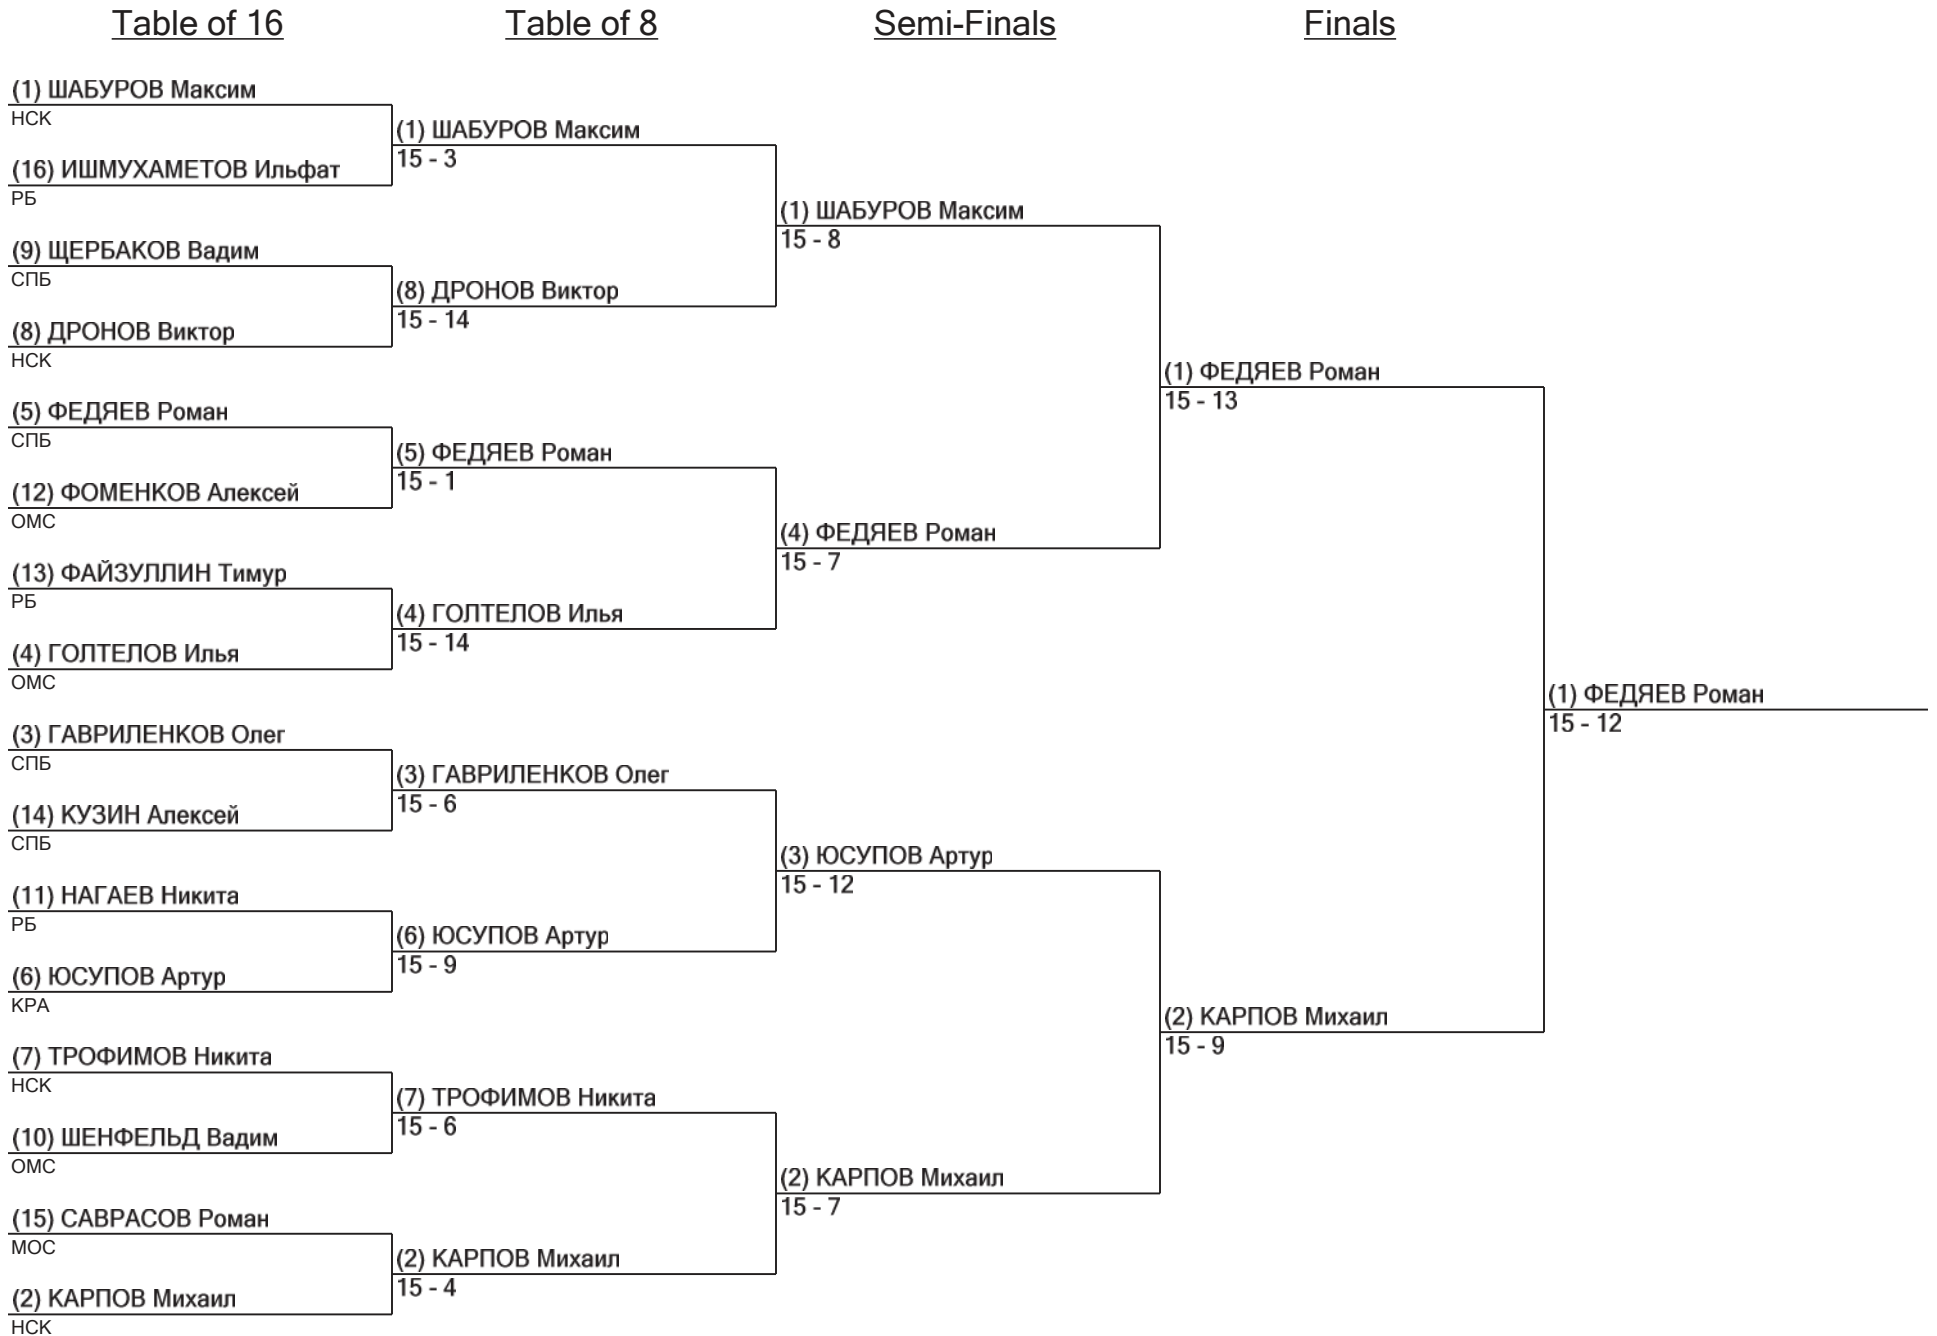 Table of 16
Table of 8
Semi-Finals
Finals
(1) ШАБУРОВ Максим
НСК
(16) ИШМУХАМЕТОВ Ильфат
РБ
(9) ЩЕРБАКОВ Вадим
СПБ
(8) ДРОНОВ Виктор
НСК
(5) ФЕДЯЕВ Роман
СПБ
(12) ФОМЕНКОВ Алексей
ОМС
(13) ФАЙЗУЛЛИН Тимур
РБ
(4) ГОЛТЕЛОВ Илья
ОМС
(3) ГАВРИЛЕНКОВ Олег
СПБ
(14) КУЗИН Алексей
СПБ
(11) НАГАЕВ Никита
РБ
(6) ЮСУПОВ Артур
КРА
(7) ТРОФИМОВ Никита
НСК
(10) ШЕНФЕЛЬД Вадим
ОМС
(15) САВРАСОВ Роман
МОС
(2) КАРПОВ Михаил
НСК
(1) ШАБУРОВ Максим
15 - 3
(8) ДРОНОВ Виктор
15 - 14
(5) ФЕДЯЕВ Роман
15 - 1
(4) ГОЛТЕЛОВ Илья
15 - 14
(3) ГАВРИЛЕНКОВ Олег
15 - 6
(6) ЮСУПОВ Артур
15 - 9
(7) ТРОФИМОВ Никита
15 - 6
(2) КАРПОВ Михаил
15 - 4
(1) ШАБУРОВ Максим
15 - 8
(4) ФЕДЯЕВ Роман
15 - 7
(3) ЮСУПОВ Артур
15 - 12
(2) КАРПОВ Михаил
15 - 7
(1) ФЕДЯЕВ Роман
15 - 13
(2) КАРПОВ Михаил
15 - 9
(1) ФЕДЯЕВ Роман
15 - 12